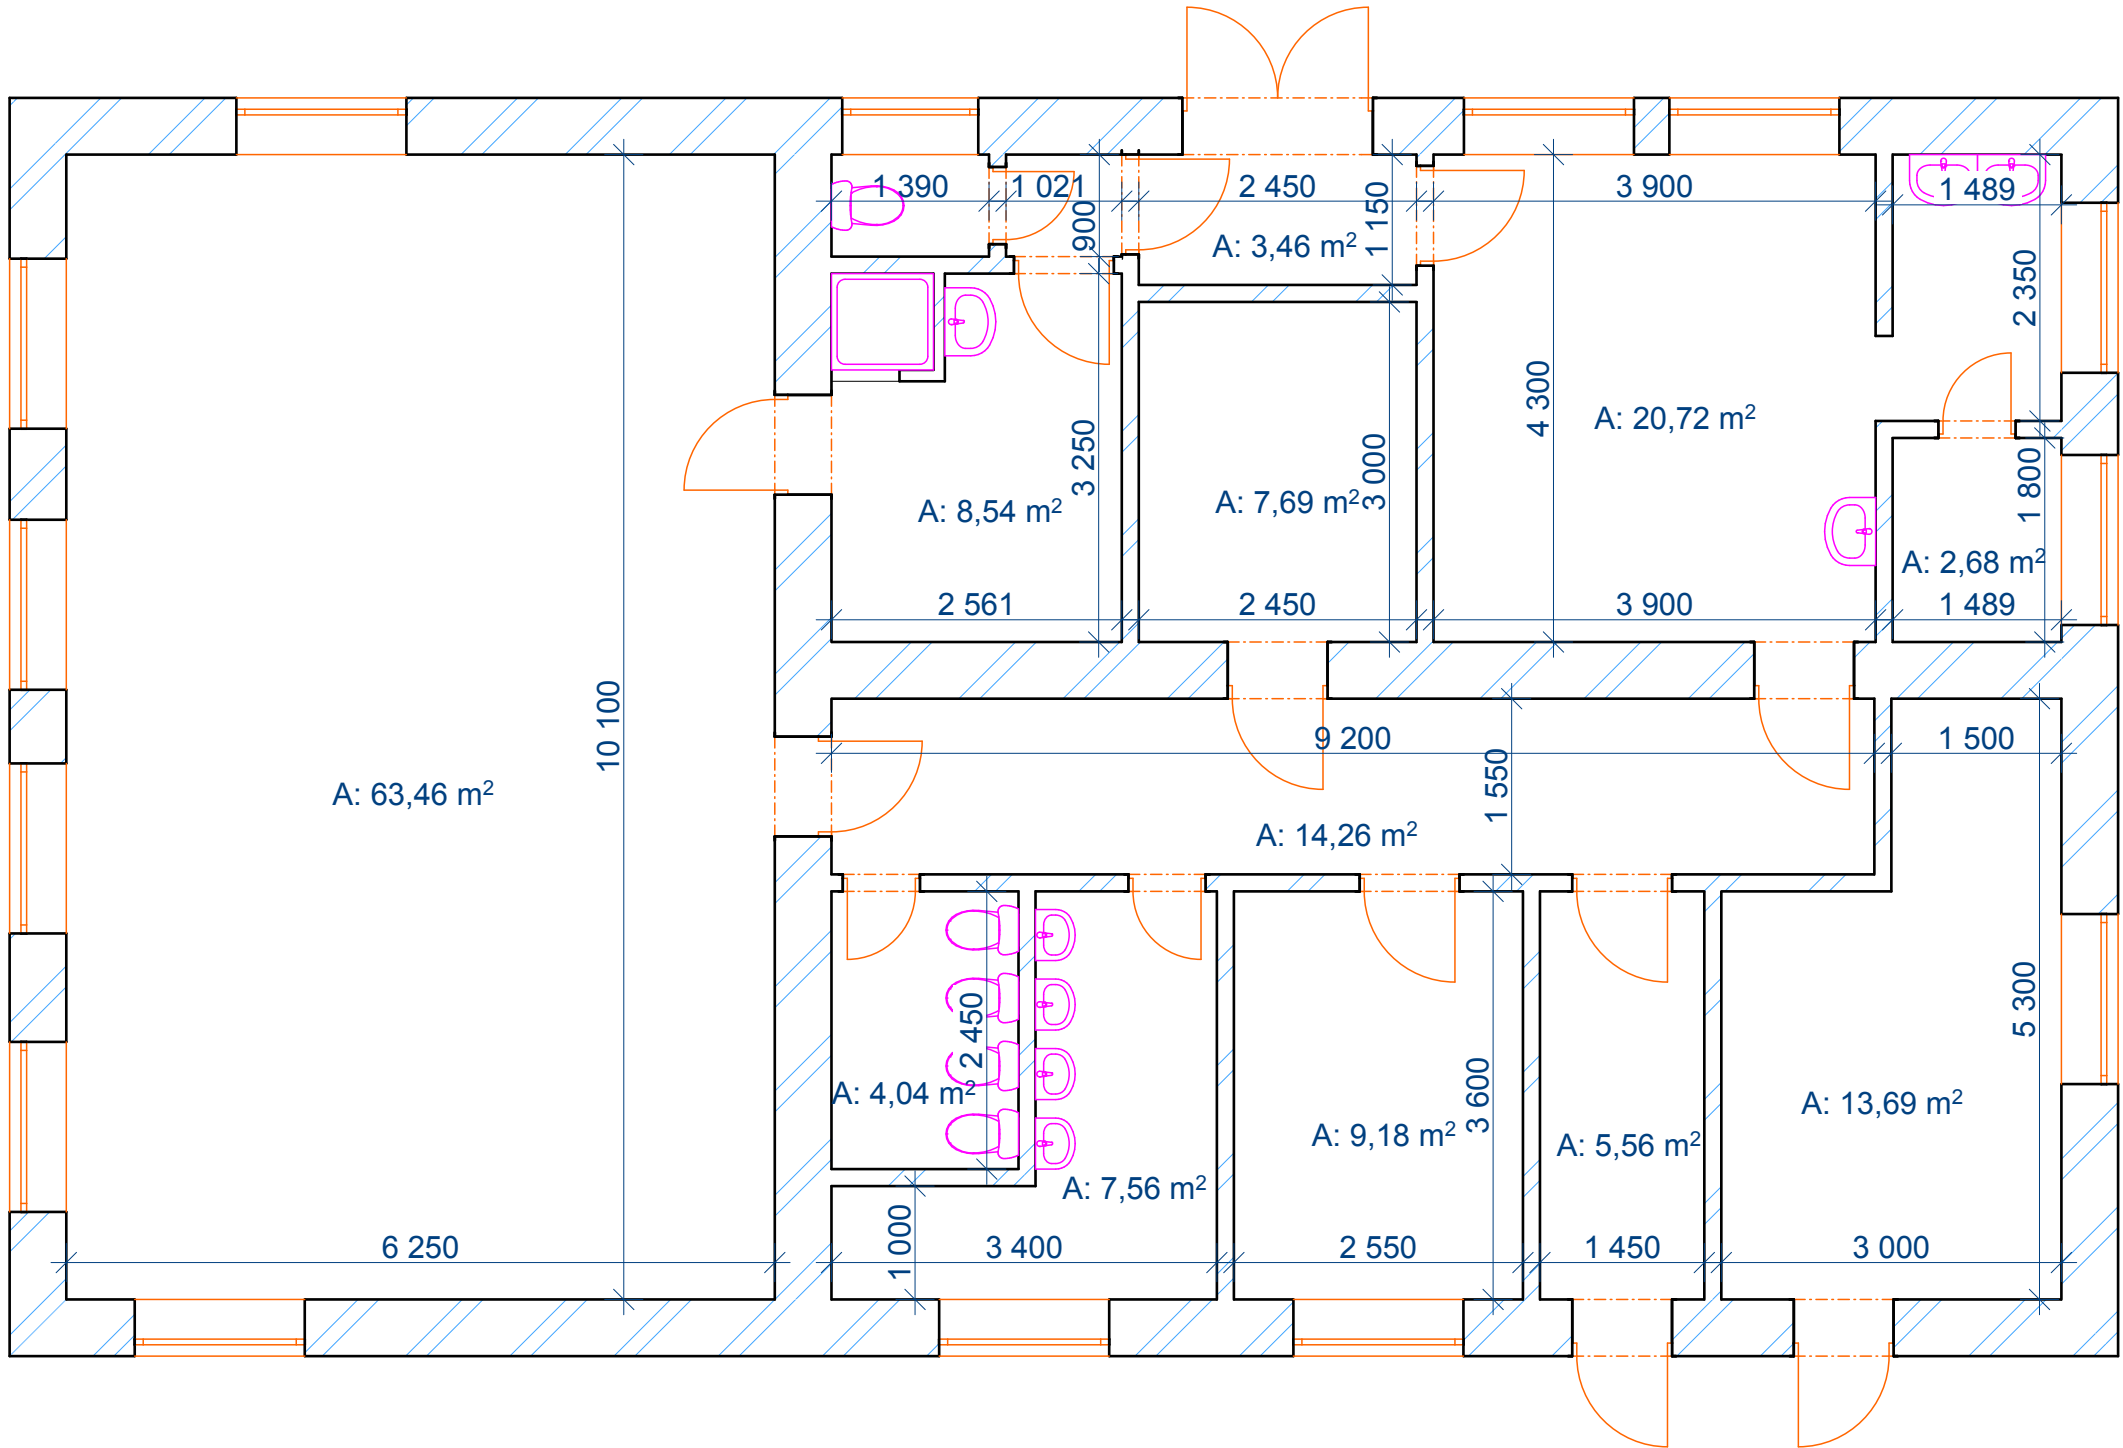 1 390
1 021
2 450
3 900
1 489
900
1 150
A: 3,46 m²
2 350
4 300
A: 20,72 m²
3 250
3 000
1 800
A: 8,54 m²
A: 7,69 m²
A: 2,68 m²
2 561
2 450
3 900
1 489
10 100
9 200
1 500
1 550
A: 63,46 m²
A: 14,26 m²
2 450
5 300
A: 4,04 m²
3 600
A: 13,69 m²
A: 9,18 m²
A: 5,56 m²
A: 7,56 m²
1 000
6 250
3 400
2 550
1 450
3 000